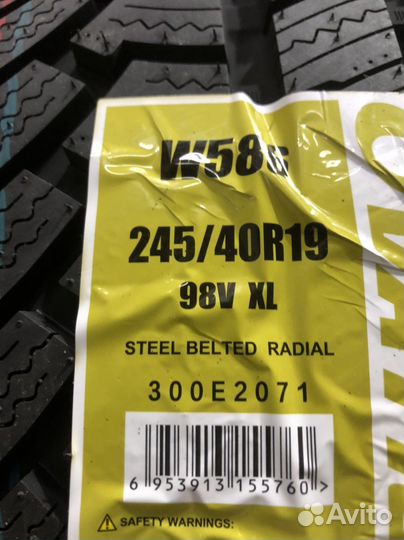 W586
245/40R19
98V XL
STEEL BELTED RADIAL
300E2071
6 953913 155760 >
SAFETY WARNINGS:
Avito